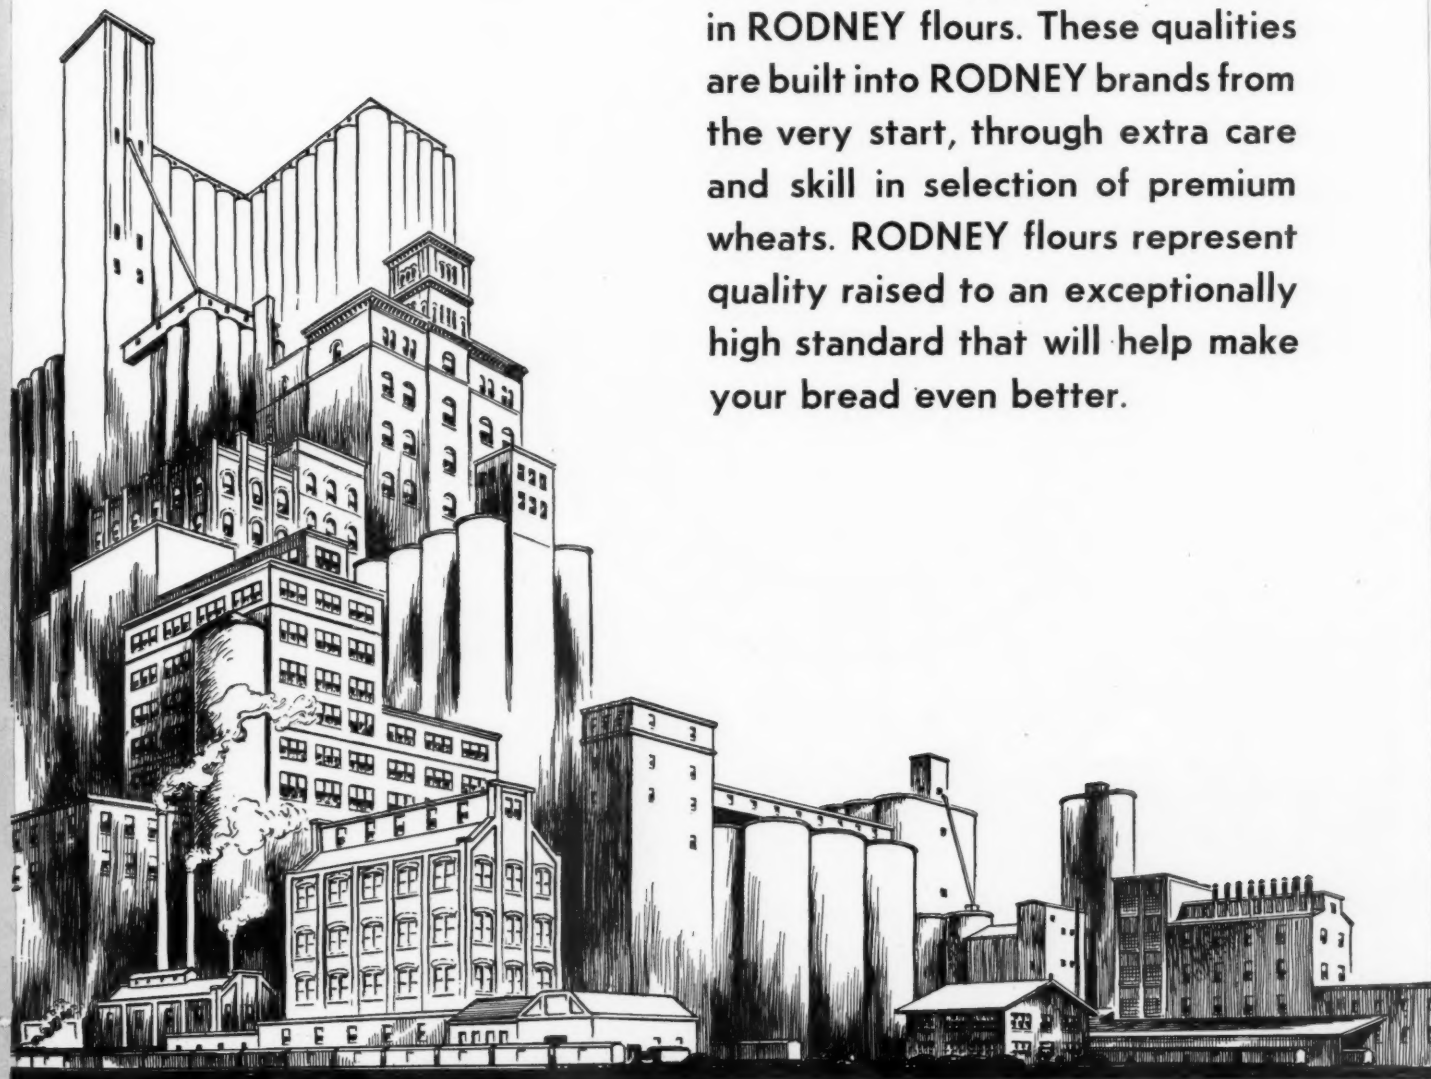 in RODNEY flours. These qualities
are built into RODNEY brands from
the very start, through extra care
and skill in selection of premium
wheats. RODNEY flours represent
quality raised to an exceptionally
high standard that will help make
your bread even better.